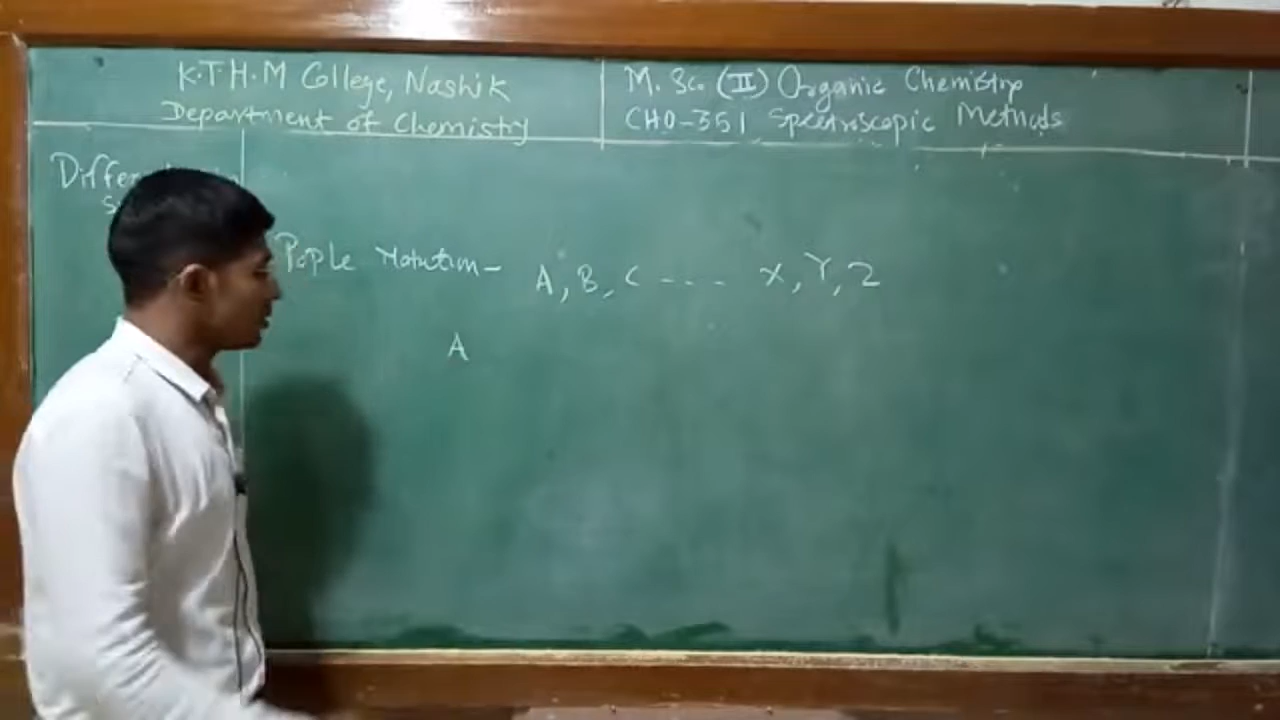 K.T.H.M College, Nashik
Department of Chemistry
M. Sc. (II) Organic Chemistry
CHO-351 Spectroscopic Methods
Pople Notation-
A, B, C ---- X, Y, Z
A